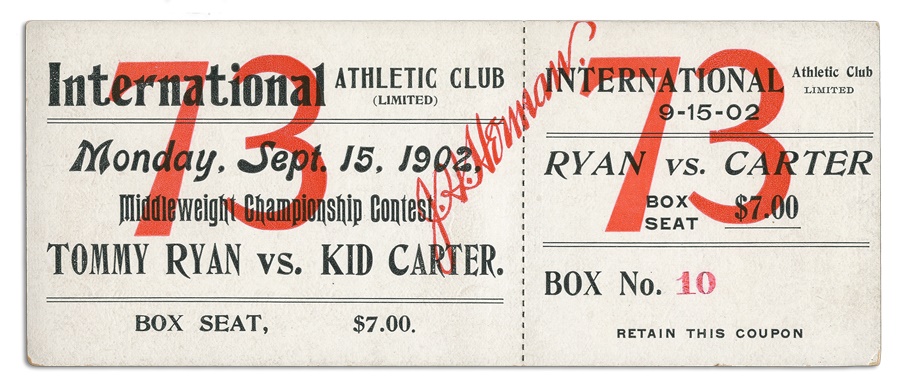 International ATHLETIC CLUB
(LIMITED)
73
Monday, Sept. 15, 1902,
Middleweight Championship Contest
TOMMY RYAN vs. KID CARTER.
BOX SEAT, $7.00.
J. H. Herman.
INTERNATIONAL Athletic Club
LIMITED
9-15-02
73
RYAN vs. CARTER
BOX SEAT $7.00
BOX No. 10
RETAIN THIS COUPON